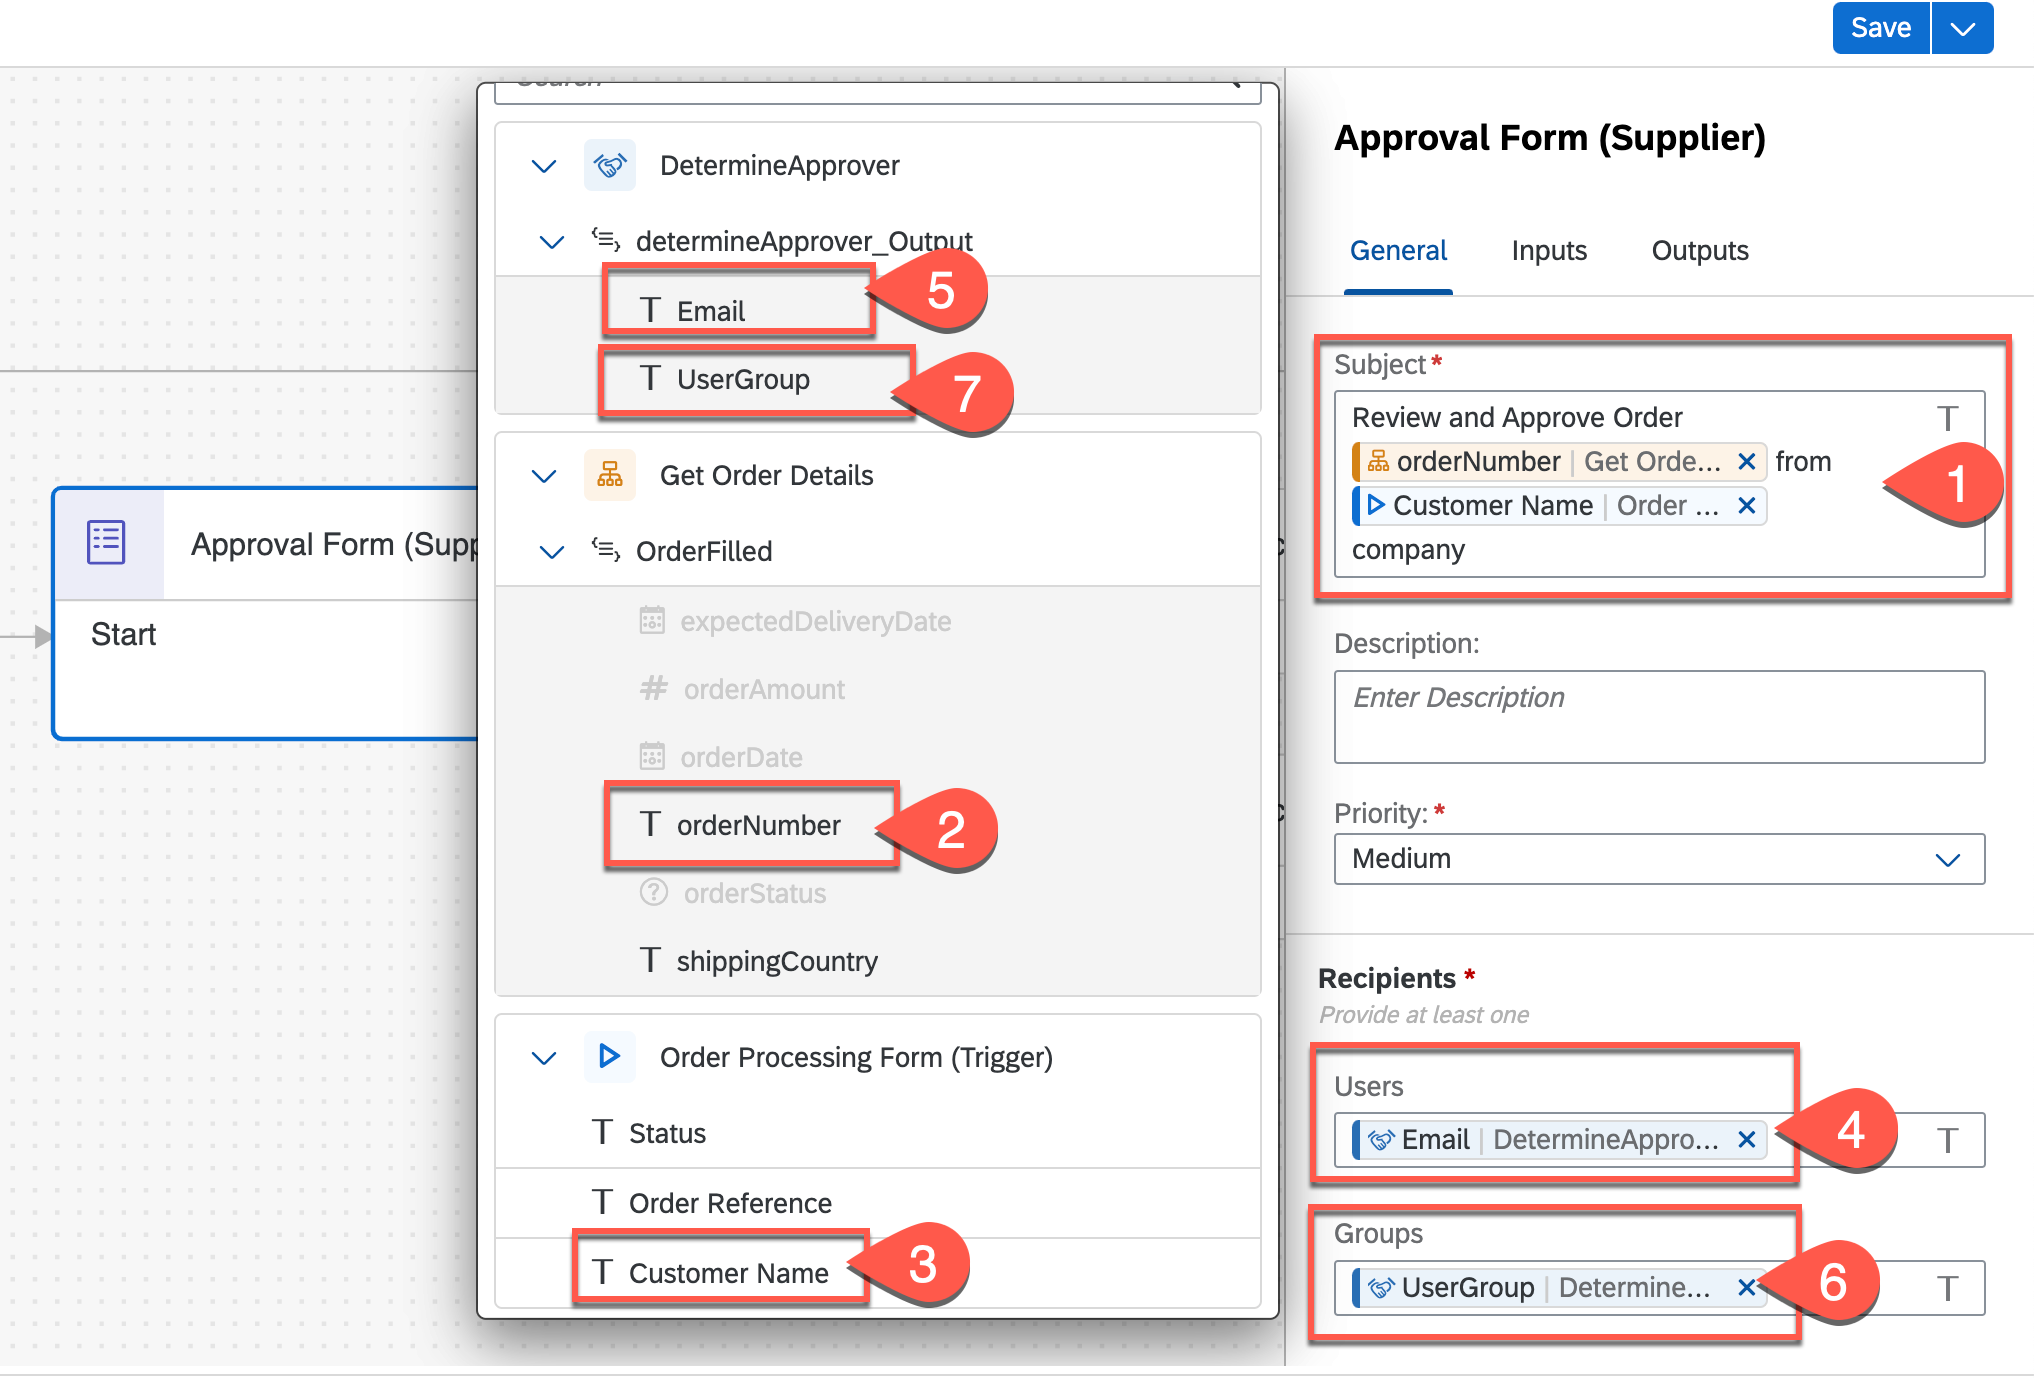 Save
DetermineApprover
determineApprover_Output
Email
5
UserGroup
7
Get Order Details
OrderFilled
expectedDeliveryDate
orderAmount
orderDate
orderNumber
2
orderStatus
shippingCountry
Order Processing Form (Trigger)
Status
Order Reference
Customer Name
3
Approval Form (Supp
Start
Approval Form (Supplier)
General Inputs Outputs
Subject*
Review and Approve Order
orderNumber | Get Orde... from
Customer Name | Order ...
company
1
Description:
Enter Description
Priority: *
Medium
Recipients *
Provide at least one
Users
Email | DetermineAppro...
4
Groups
UserGroup | Determine...
6